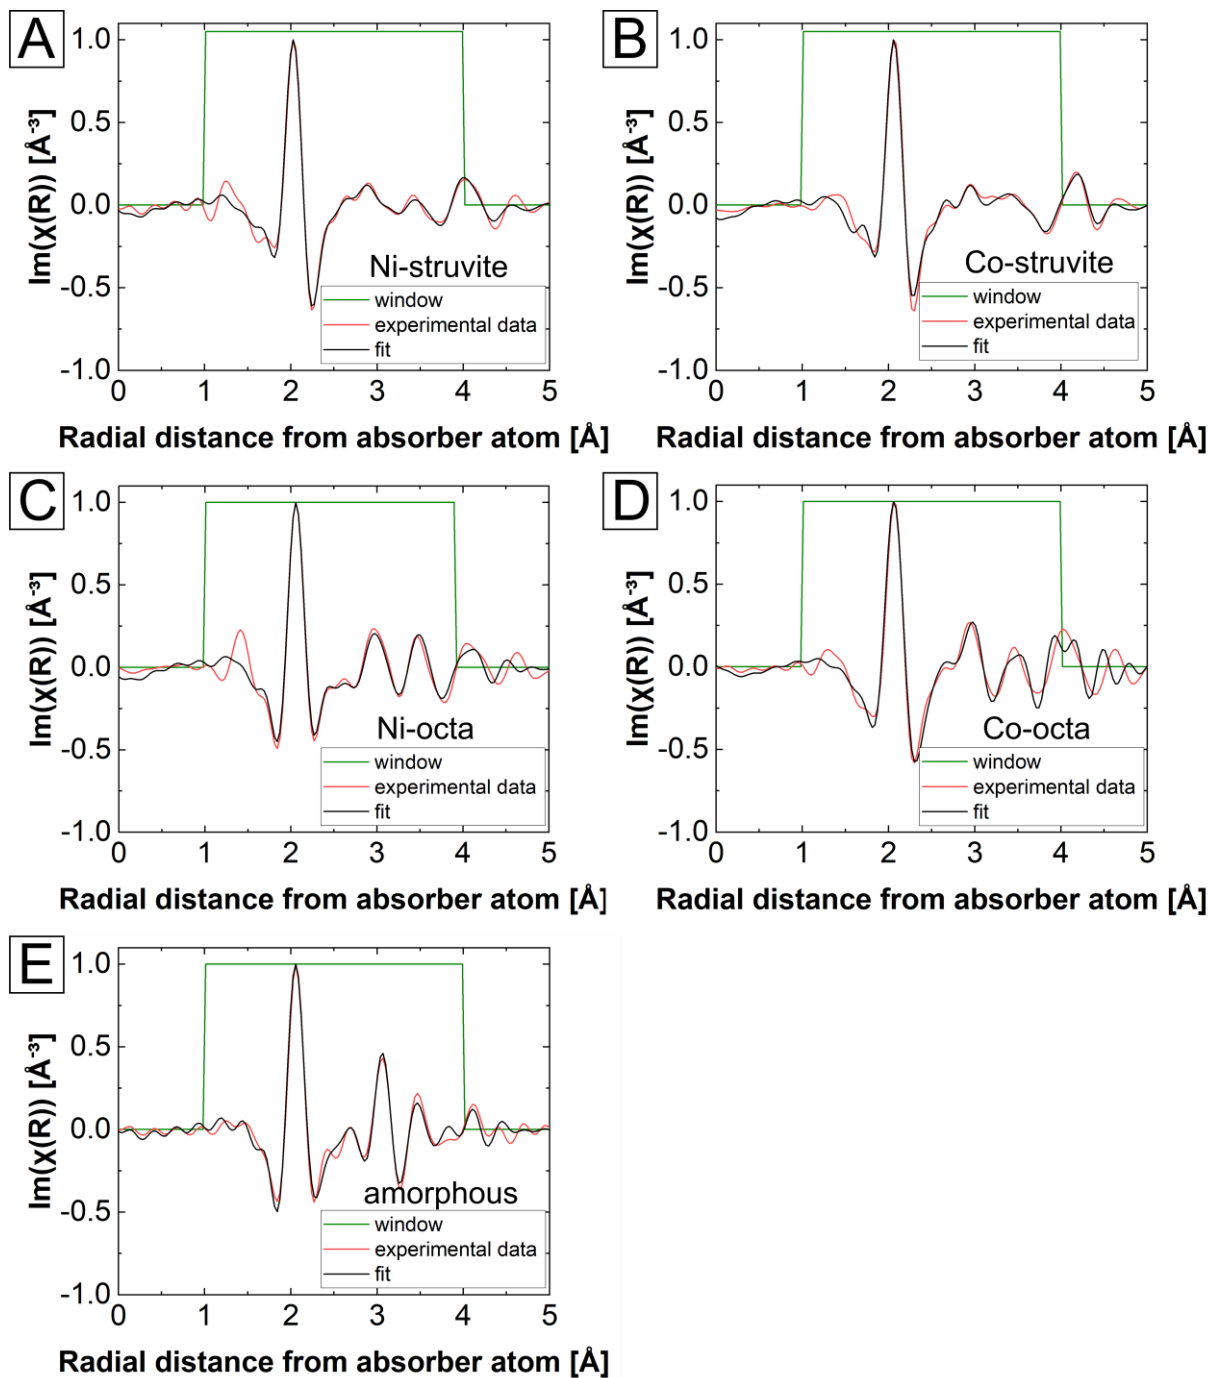 A
Im(χ(R)) [Å⁻³]
1.0
0.5
0.0
-0.5
-1.0
Ni-struvite
window
experimental data
fit
0 1 2 3 4 5
Radial distance from absorber atom [Å]
B
Im(χ(R)) [Å⁻³]
1.0
0.5
0.0
-0.5
-1.0
Co-struvite
window
experimental data
fit
0 1 2 3 4 5
Radial distance from absorber atom [Å]
C
Im(χ(R)) [Å⁻³]
1.0
0.5
0.0
-0.5
-1.0
Ni-octa
window
experimental data
fit
0 1 2 3 4 5
Radial distance from absorber atom [Å]
D
Im(χ(R)) [Å⁻³]
1.0
0.5
0.0
-0.5
-1.0
Co-octa
window
experimental data
fit
0 1 2 3 4 5
Radial distance from absorber atom [Å]
E
Im(χ(R)) [Å⁻³]
1.0
0.5
0.0
-0.5
-1.0
amorphous
window
experimental data
fit
0 1 2 3 4 5
Radial distance from absorber atom [Å]